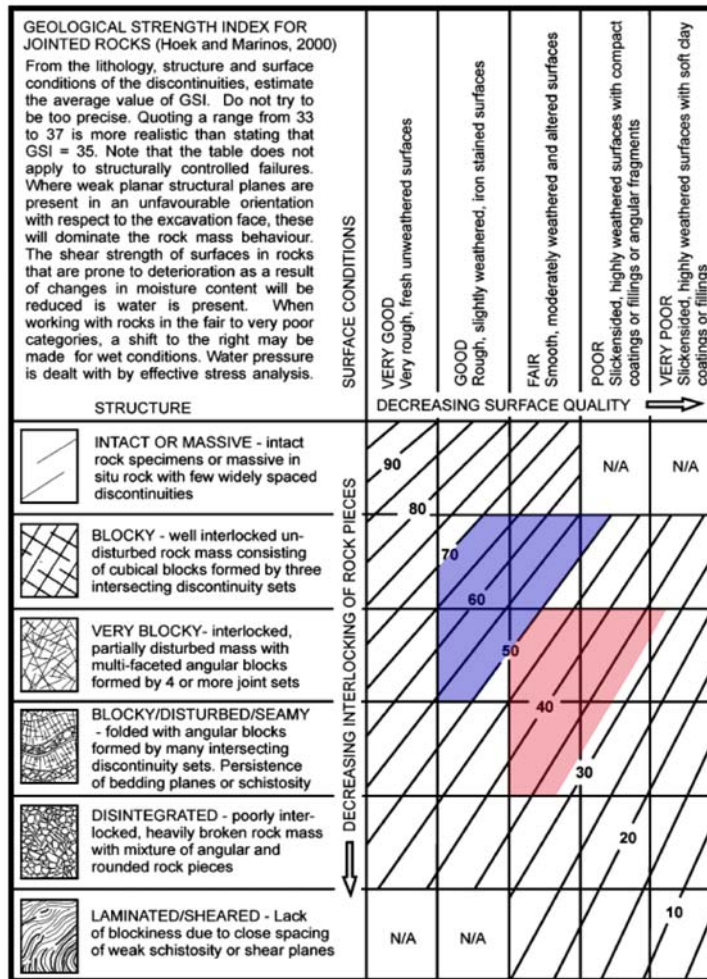 GEOLOGICAL STRENGTH INDEX FOR
JOINTED ROCKS (Hoek and Marinos, 2000)
From the lithology, structure and surface
conditions of the discontinuities, estimate
the average value of GSI. Do not try to
be too precise. Quoting a range from 33
to 37 is more realistic than stating that
GSI = 35. Note that the table does not
apply to structurally controlled failures.
Where weak planar structural planes are
present in an unfavourable orientation
with respect to the excavation face, these
will dominate the rock mass behaviour.
The shear strength of surfaces in rocks
that are prone to deterioration as a result
of changes in moisture content will be
reduced is water is present. When
working with rocks in the fair to very poor
categories, a shift to the right may be
made for wet conditions. Water pressure
is dealt with by effective stress analysis.
STRUCTURE
SURFACE CONDITIONS
VERY GOOD
Very rough, fresh unweathered surfaces
GOOD
Rough, slightly weathered, iron stained surfaces
FAIR
Smooth, moderately weathered and altered surfaces
POOR
Slickensided, highly weathered surfaces with compact
coatings or fillings or angular fragments
VERY POOR
Slickensided, highly weathered surfaces with soft clay
coatings or fillings
DECREASING SURFACE QUALITY
DECREASING INTERLOCKING OF ROCK PIECES
INTACT OR MASSIVE - intact
rock specimens or massive in
situ rock with few widely spaced
discontinuities
BLOCKY - well interlocked un-
disturbed rock mass consisting
of cubical blocks formed by three
intersecting discontinuity sets
VERY BLOCKY- interlocked,
partially disturbed mass with
multi-faceted angular blocks
formed by 4 or more joint sets
BLOCKY/DISTURBED/SEAMY
- folded with angular blocks
formed by many intersecting
discontinuity sets. Persistence
of bedding planes or schistosity
DISINTEGRATED - poorly inter-
locked, heavily broken rock mass
with mixture of angular and
rounded rock pieces
LAMINATED/SHEARED - Lack
of blockiness due to close spacing
of weak schistosity or shear planes
90
N/A
N/A
80
70
60
50
40
30
20
10
N/A
N/A